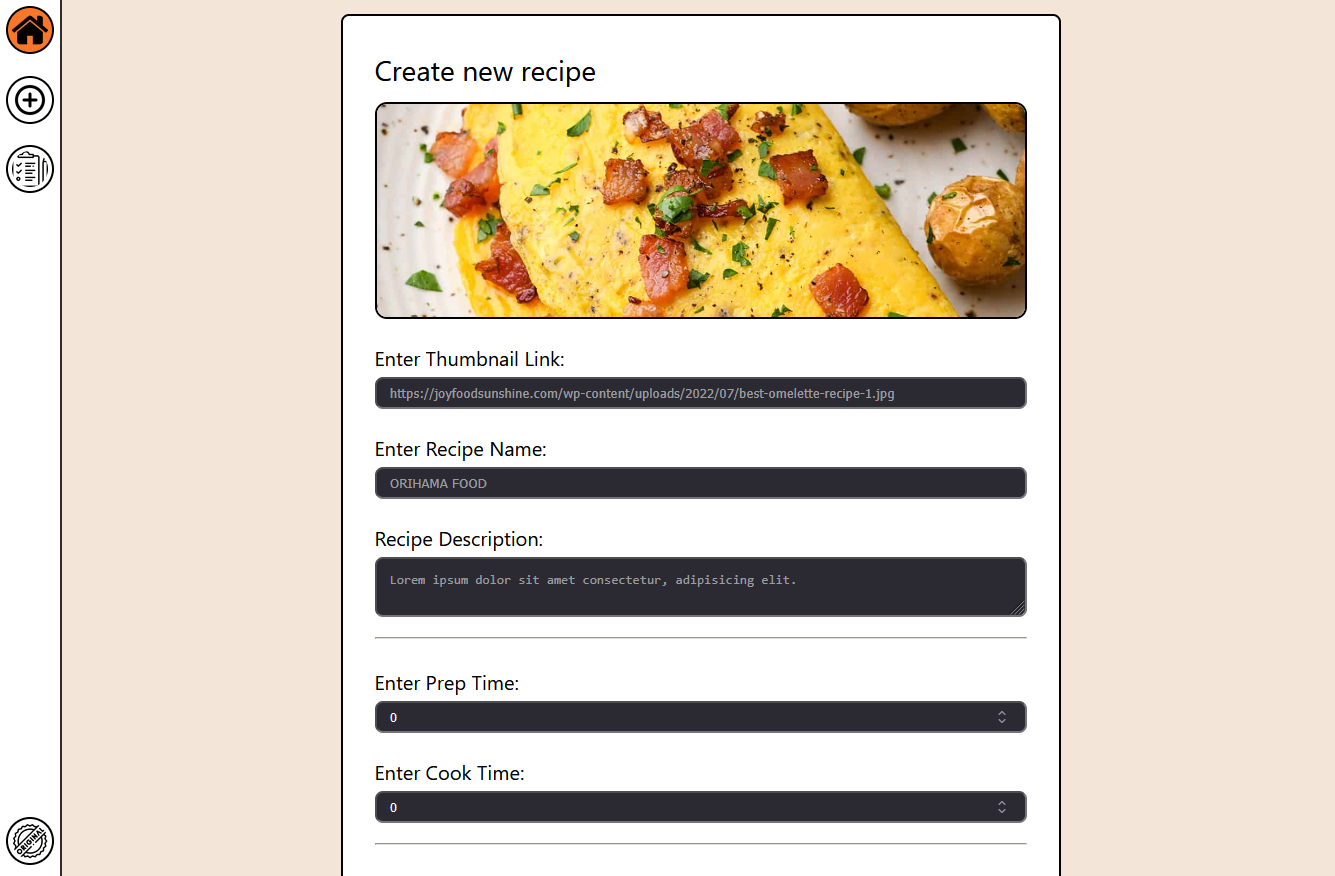 Create new recipe
Enter Thumbnail Link:
https://joyfoodsunshine.com/wp-content/uploads/2022/07/best-omelette-recipe-1.jpg
Enter Recipe Name:
ORIHAMA FOOD
Recipe Description:
Lorem ipsum dolor sit amet consectetur, adipisicing elit.
Enter Prep Time:
0
Enter Cook Time:
0
ORIGINAL